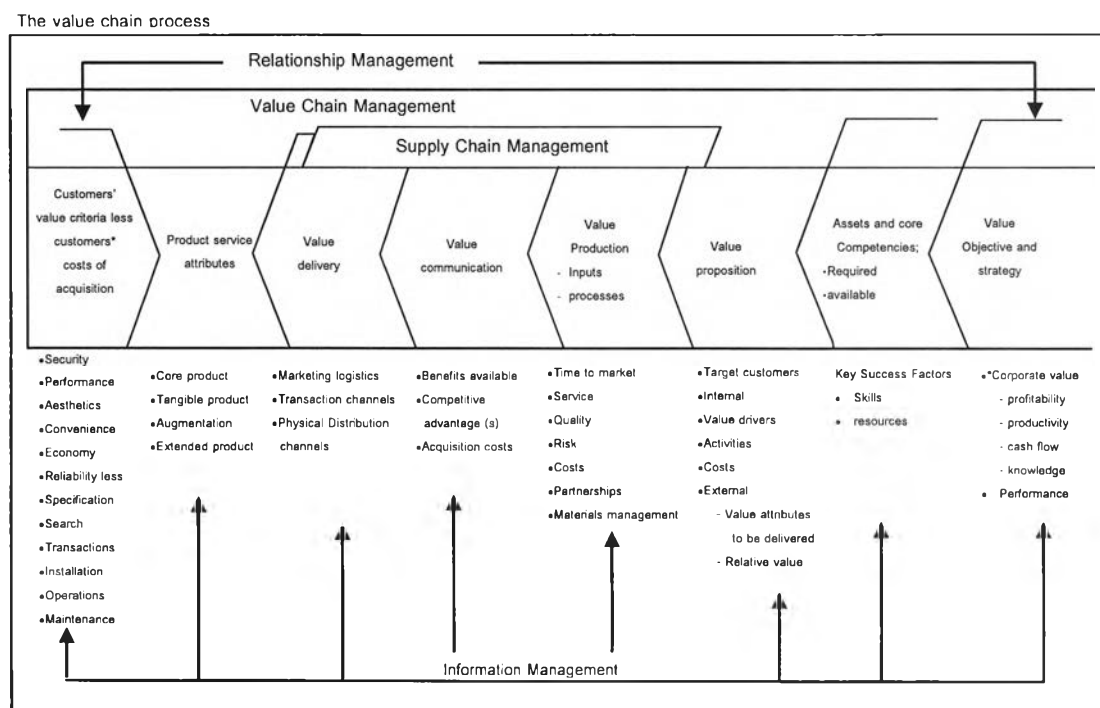 The value chain process
Relationship Management
Value Chain Management
Supply Chain Management
Customers'
value criteria less
customers*
costs of
acquisition
Product service
attributes
Value
delivery
Value
communication
Value
Production
- Inputs
- processes
Value
proposition
Assets and core
Competencies;
•Required
•available
Value
Objective and
strategy
•Security
•Performance
•Aesthetics
•Convenience
•Economy
•Reliability less
•Specification
•Search
•Transactions
•Installation
•Operations
•Maintenance
•Core product
•Tangible product
•Augmentation
•Extended product
•Marketing logistics
•Transaction channels
•Physical Distribution
channels
•Benefits available
•Competitive
advantage (s)
•Acquisition costs
•Time to market
•Service
•Quality
•Risk
•Costs
•Partnerships
•Materials management
•Target customers
•Internal
•Value drivers
•Activities
•Costs
•External
- Value attributes
to be delivered
- Relative value
Key Success Factors
• Skills
• resources
•*Corporate value
- profitability
- productivity
- cash flow
- knowledge
• Performance
Information Management